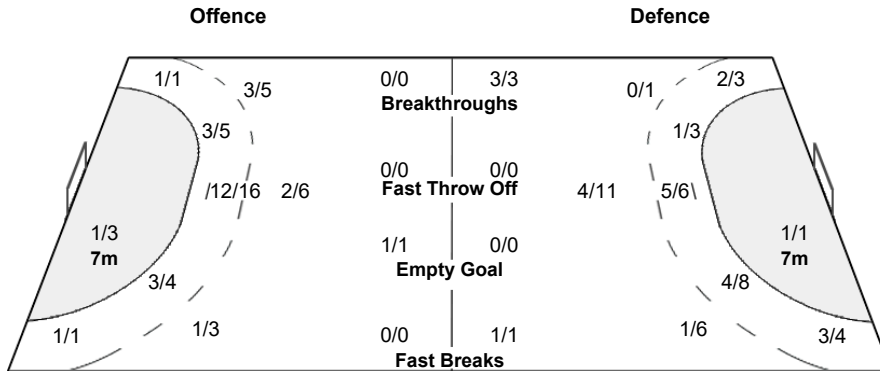 Offence Defence
1/1 3/5 0/0 3/3 0/1 2/3
Breakthroughs
3/5 1/3
0/0 0/0
/12/16 2/6 Fast Throw Off 4/11 5/6\
1/3 1/1 0/0 1/1
7m Empty Goal 7m
3/4 4/8
1/1 1/3 0/0 1/1 1/6 3/4
Fast Breaks